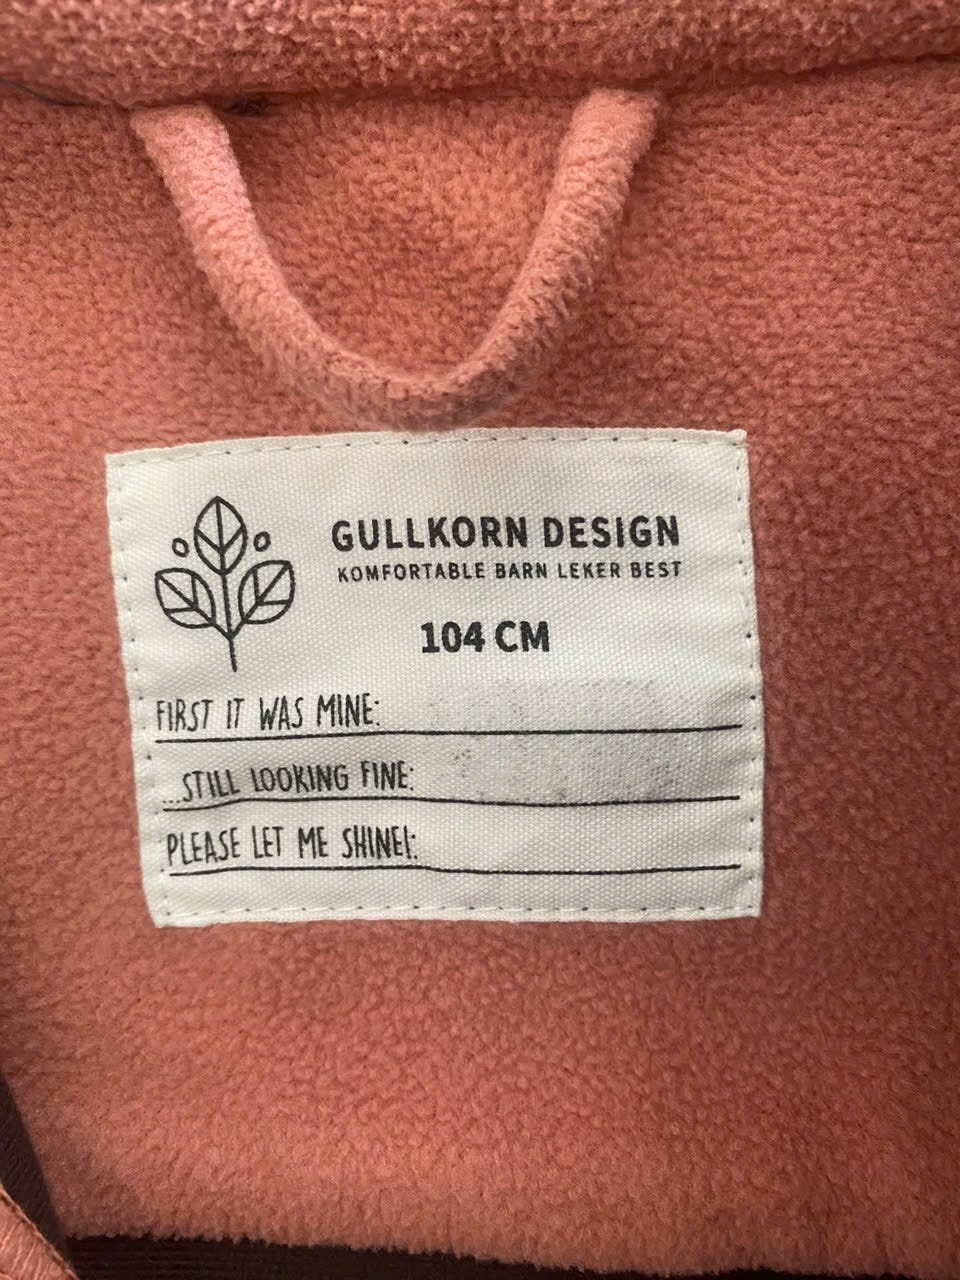 GULLKORN DESIGN
KOMFORTABLE BARN LEKER BEST
104 CM
FIRST IT WAS MINE:
...STILL LOOKING FINE:
PLEASE LET ME SHINE!: